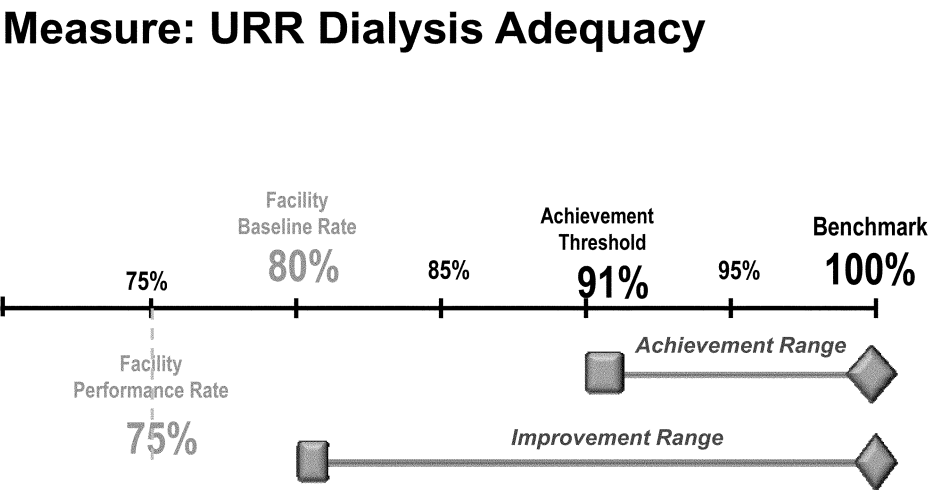 Measure: URR Dialysis Adequacy
Facility
Baseline Rate
80%
Achievement
Threshold
91%
Benchmark
100%
75%
85%
95%
Achievement Range
Facility
Performance Rate
75%
Improvement Range